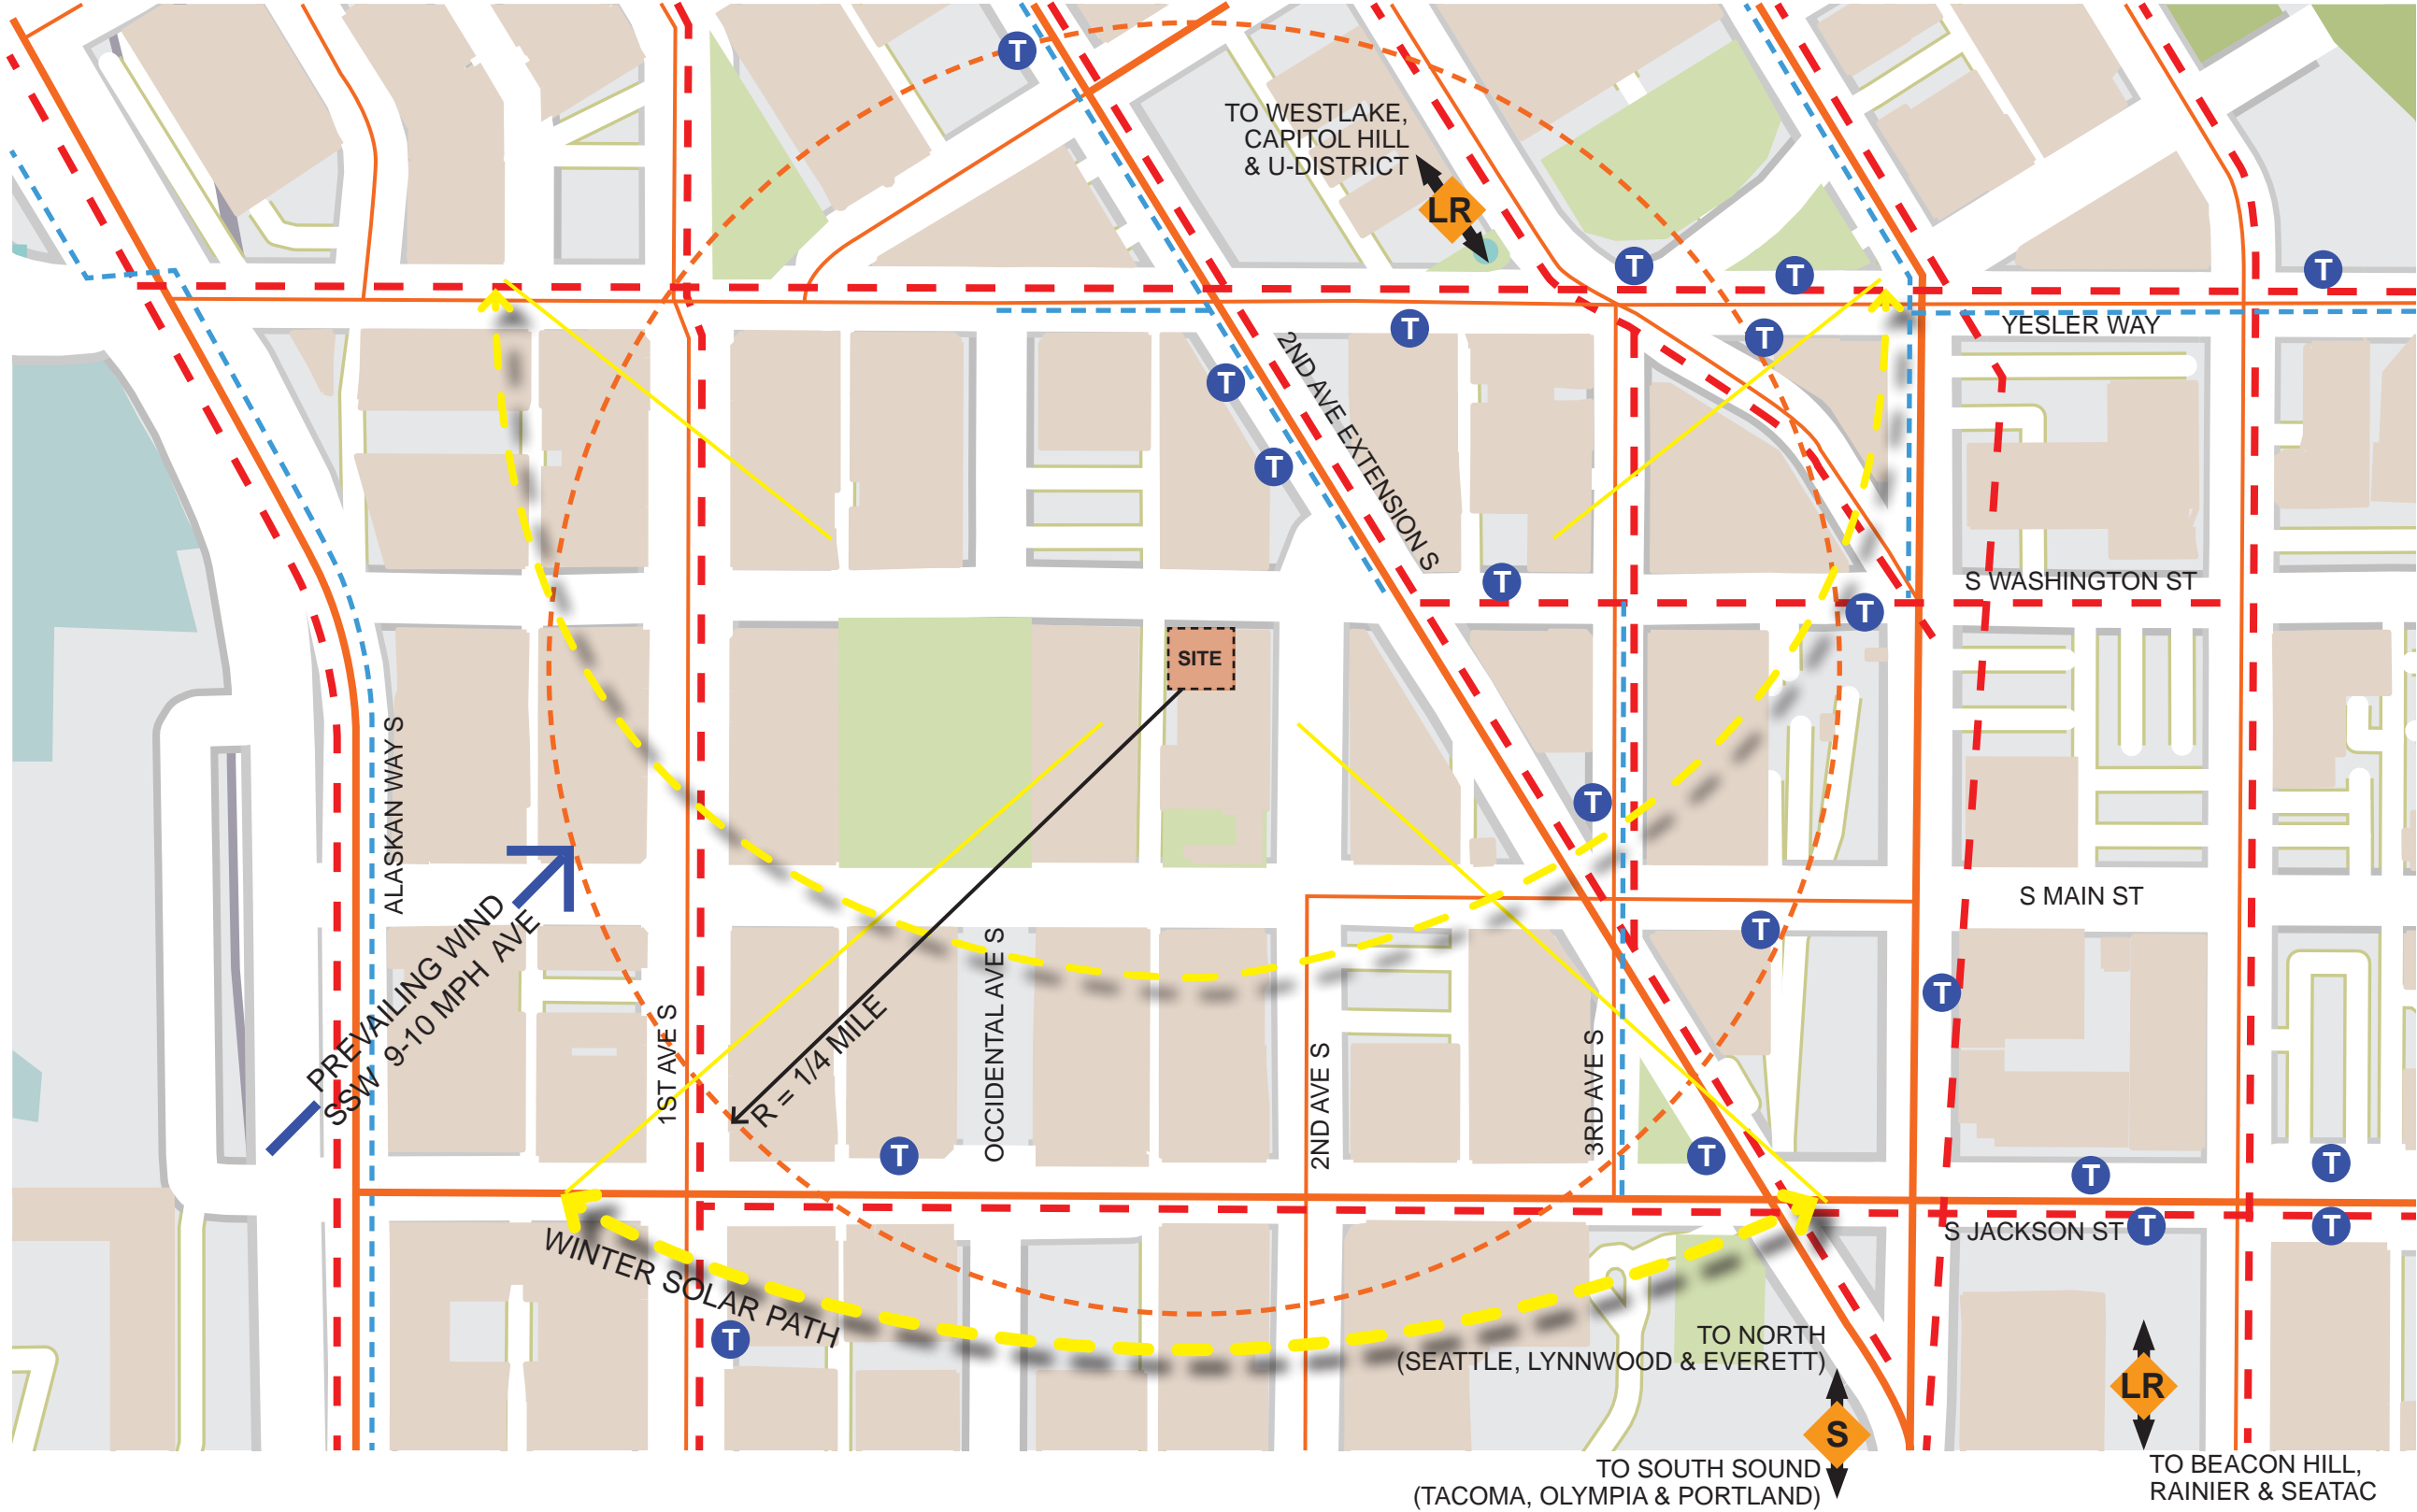 T
TO WESTLAKE,
CAPITOL HILL
& U-DISTRICT
LR
T
T
T
T
T
YESLER WAY
T
2ND AVE EXTENSION S
T
T
S WASHINGTON ST
T
SITE
ALASKAN WAY S
T
S MAIN ST
T
PREVAILING WIND
SSW 9-10 MPH AVE
OCCIDENTAL AVE S
T
1ST AVE S
R = 1/4 MILE
2ND AVE S
3RD AVE S
T
T
T
T
S JACKSON ST
T
T
WINTER SOLAR PATH
T
TO NORTH
(SEATTLE, LYNNWOOD & EVERETT)
LR
S
TO SOUTH SOUND
(TACOMA, OLYMPIA & PORTLAND)
TO BEACON HILL,
RAINIER & SEATAC